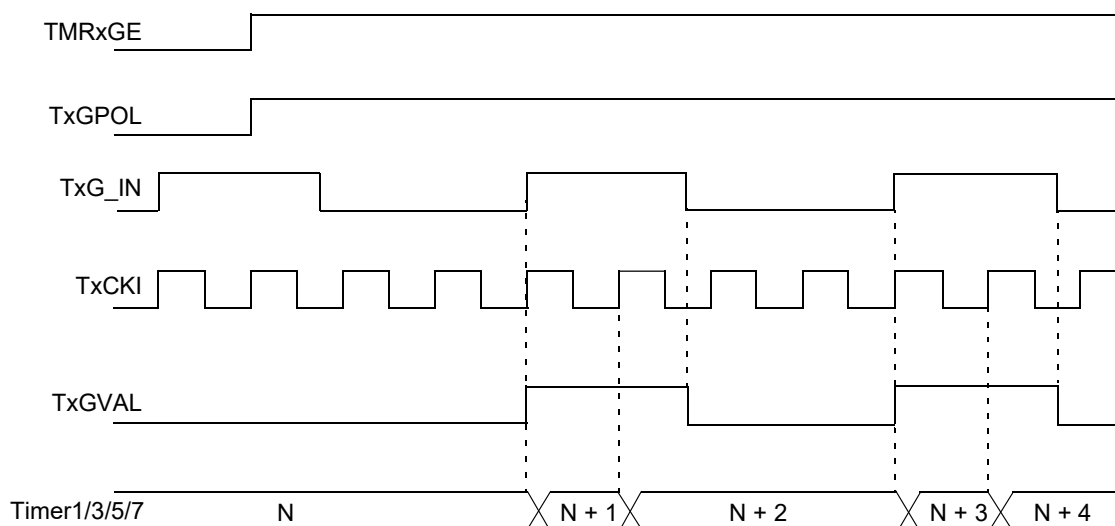 TMRxGE
TxGPOL
TxG_IN
TxCKI
TxGVAL
Timer1/3/5/7 N N + 1 N + 2 N + 3 N + 4